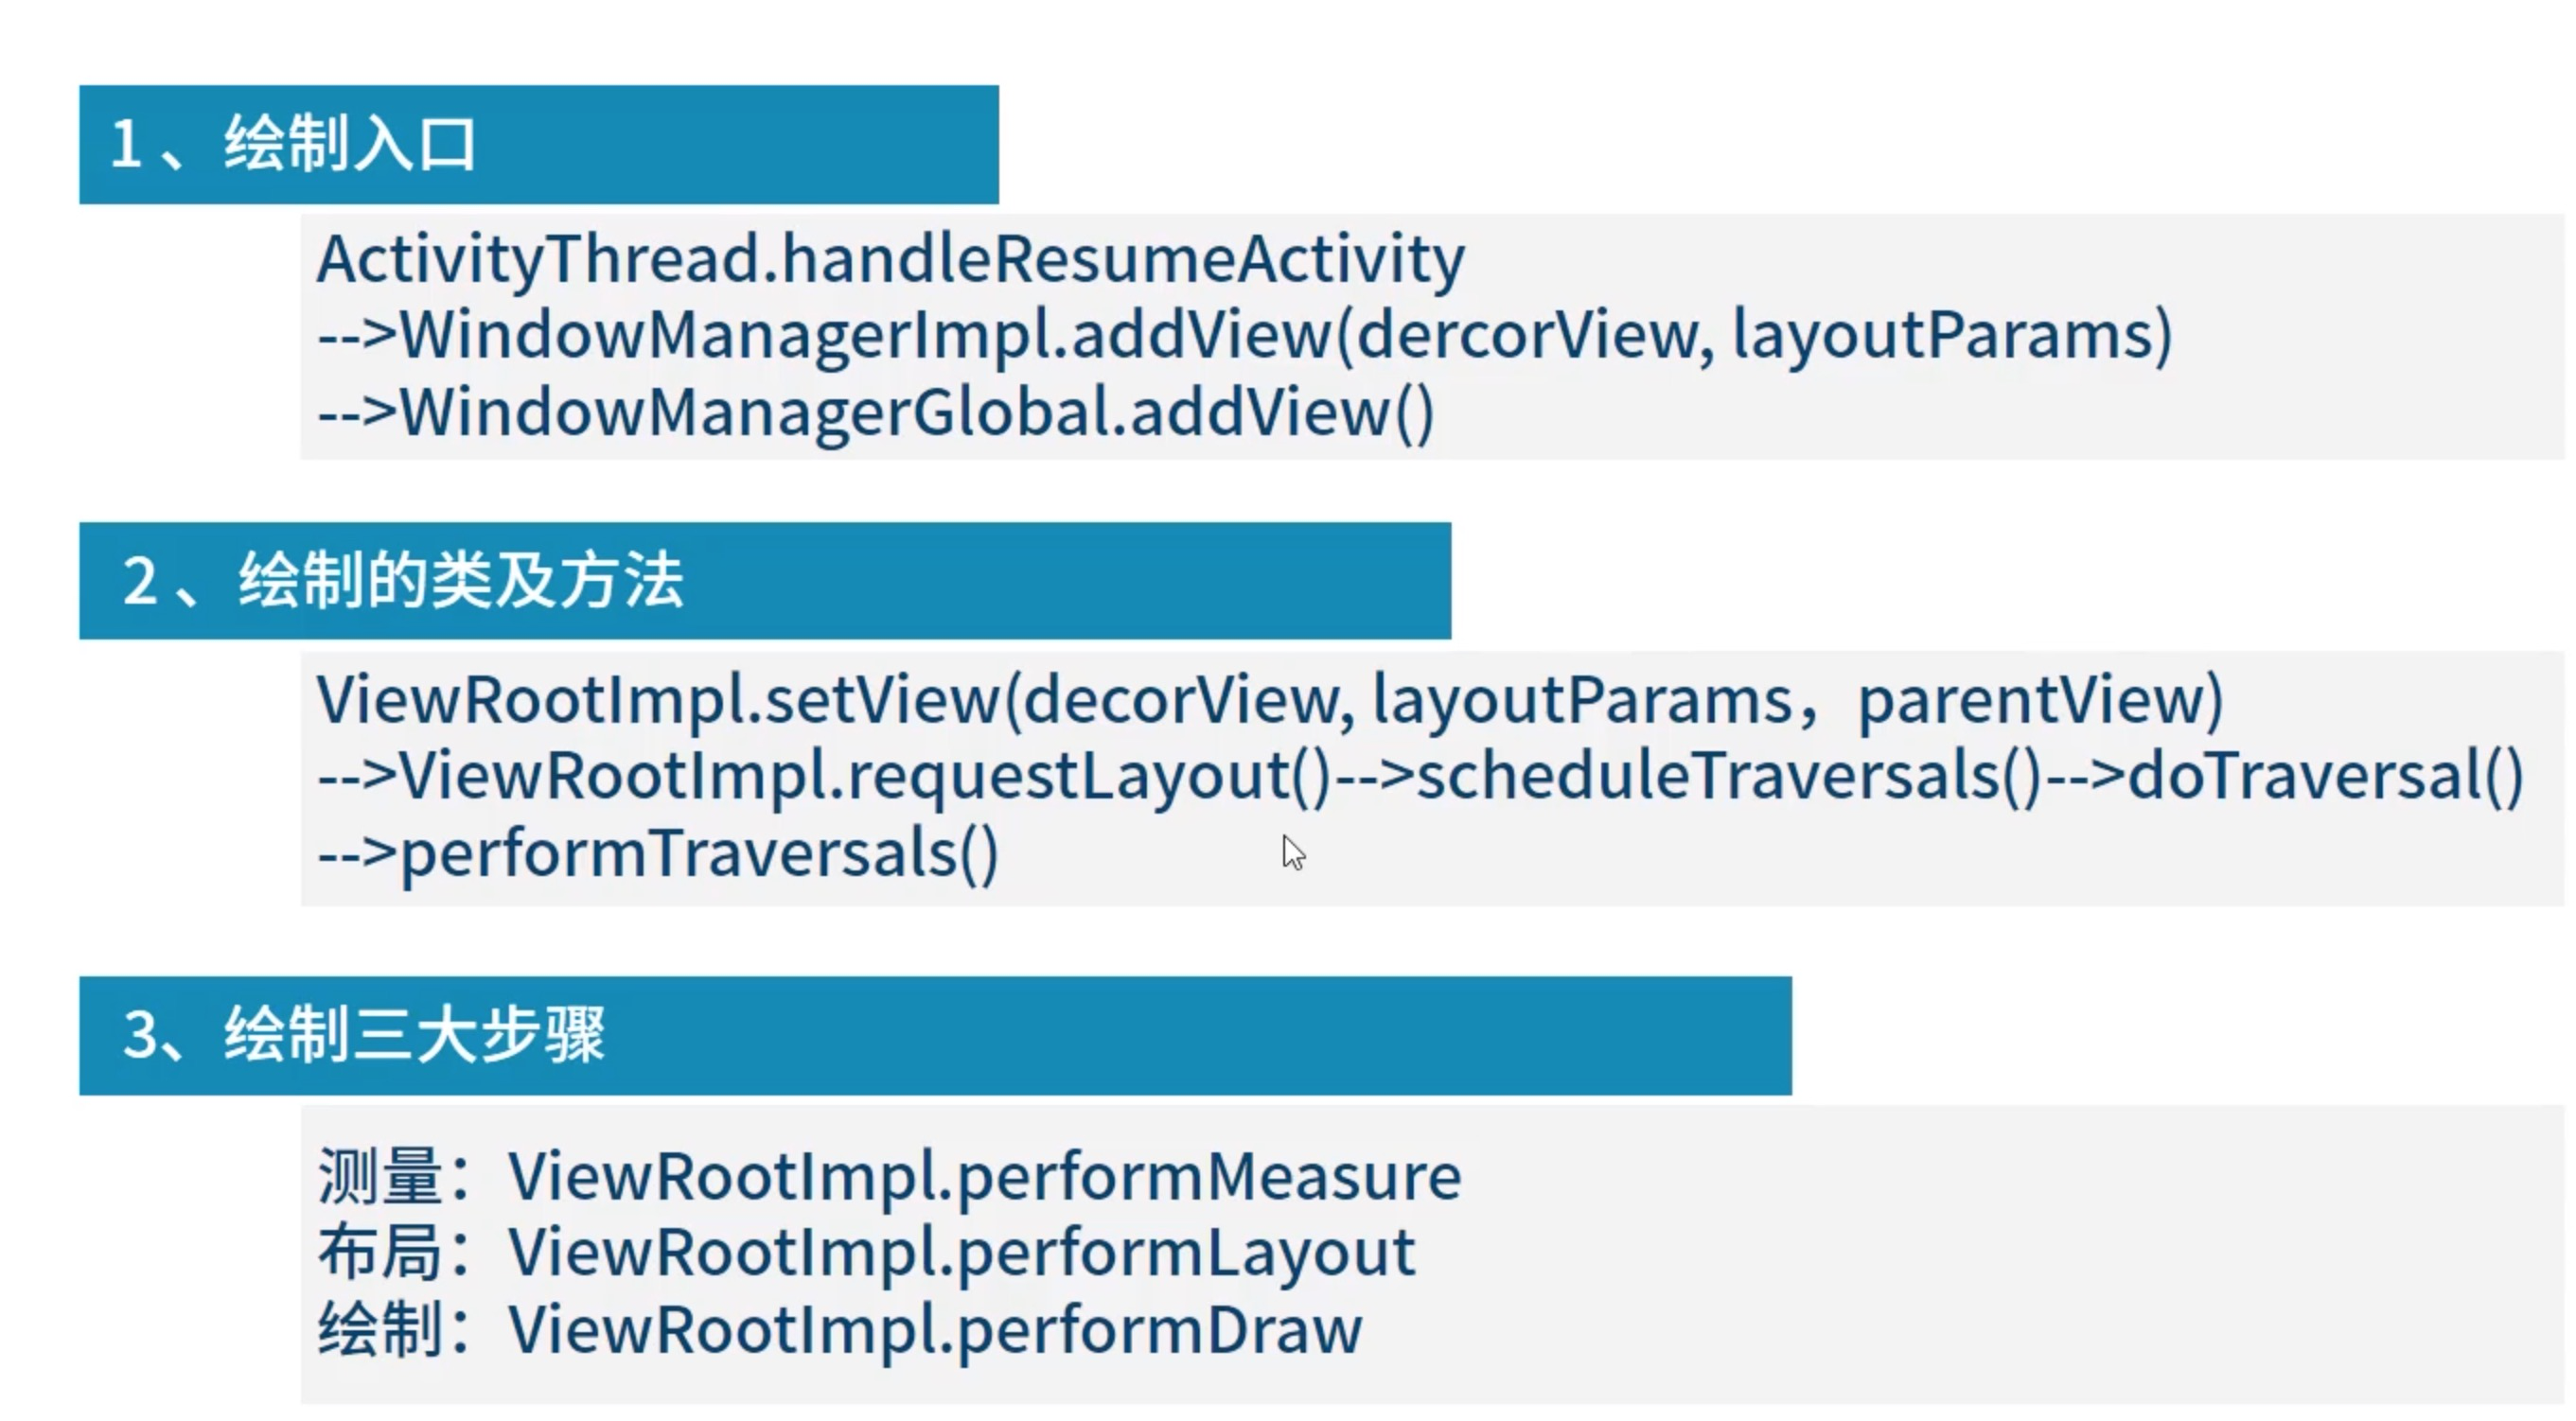 1、绘制入口
ActivityThread.handleResumeActivity
-->WindowManagerImpl.addView(dercorView, layoutParams)
-->WindowManagerGlobal.addView()
2、绘制的类及方法
ViewRootImpl.setView(decorView, layoutParams，parentView)
-->ViewRootImpl.requestLayout()-->scheduleTraversals()-->doTraversal()
-->performTraversals()
3、绘制三大步骤
测量：ViewRootImpl.performMeasure
布局：ViewRootImpl.performLayout
绘制：ViewRootImpl.performDraw